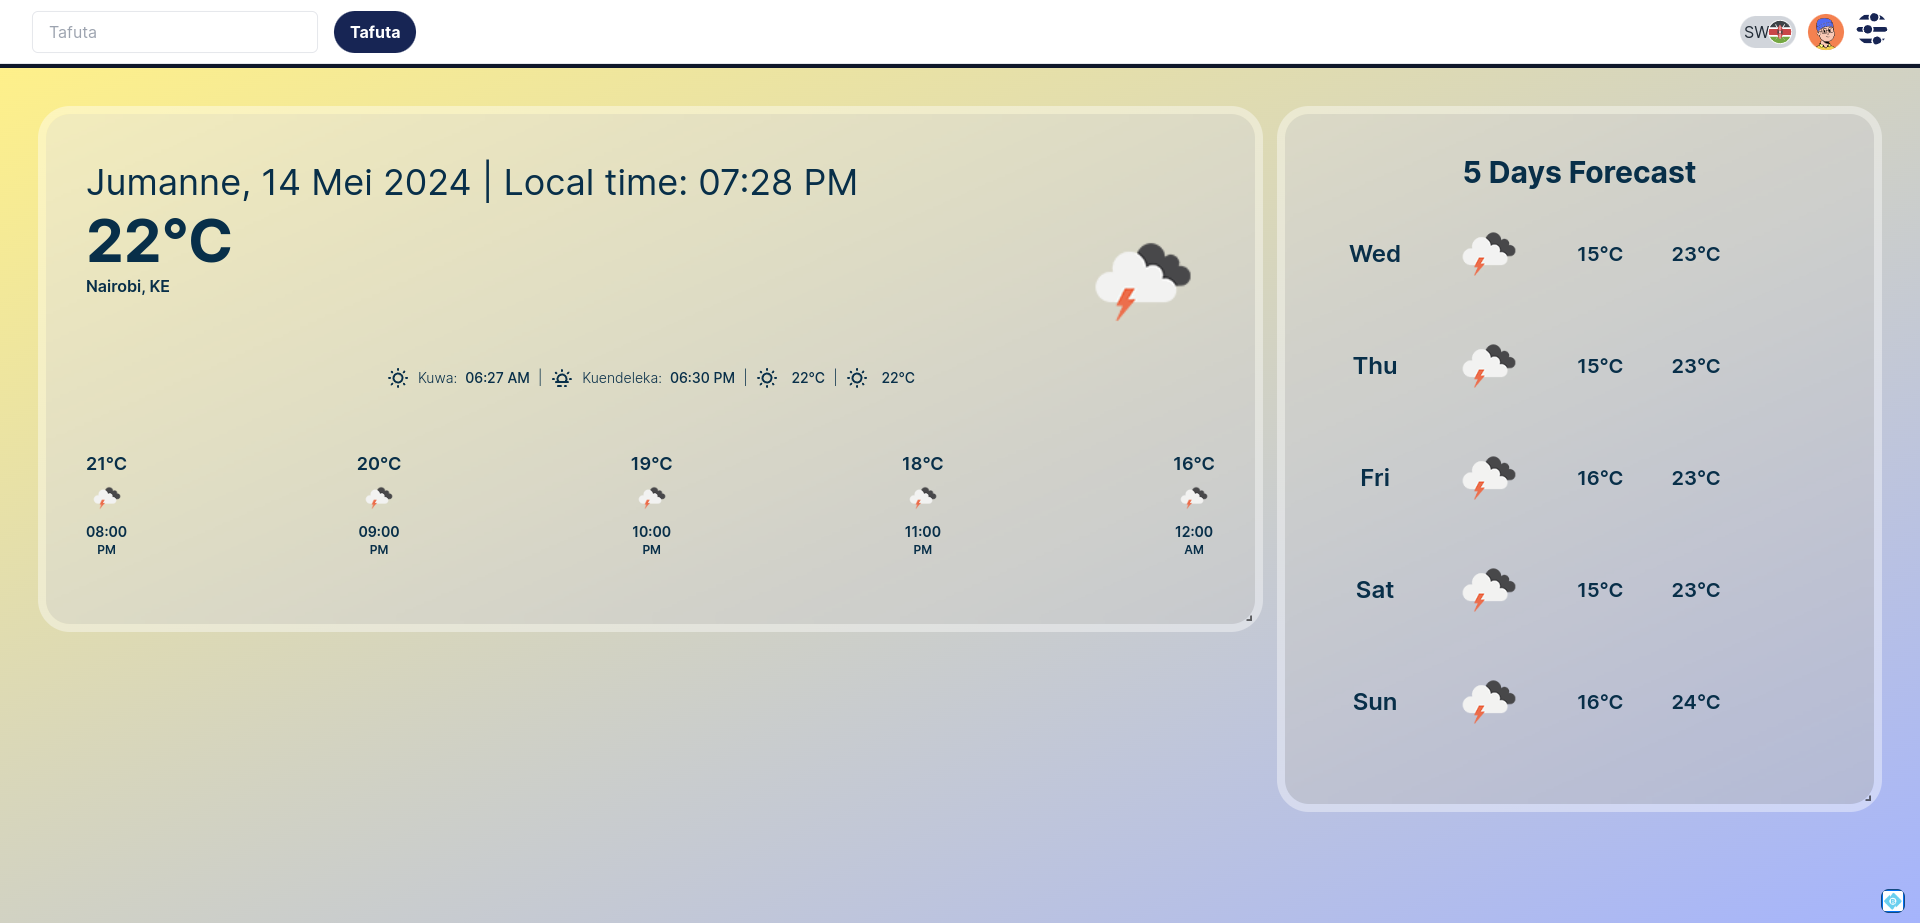 Tafuta
Tafuta
SW
Jumanne, 14 Mei 2024 | Local time: 07:28 PM
22°C
Nairobi, KE
Kuwa: 06:27 AM | Kuendeleka: 06:30 PM | 22°C | 22°C
21°C 20°C 19°C 18°C 16°C
08:00 09:00 10:00 11:00 12:00
PM PM PM PM AM
5 Days Forecast
Wed 15°C 23°C
Thu 15°C 23°C
Fri 16°C 23°C
Sat 15°C 23°C
Sun 16°C 24°C